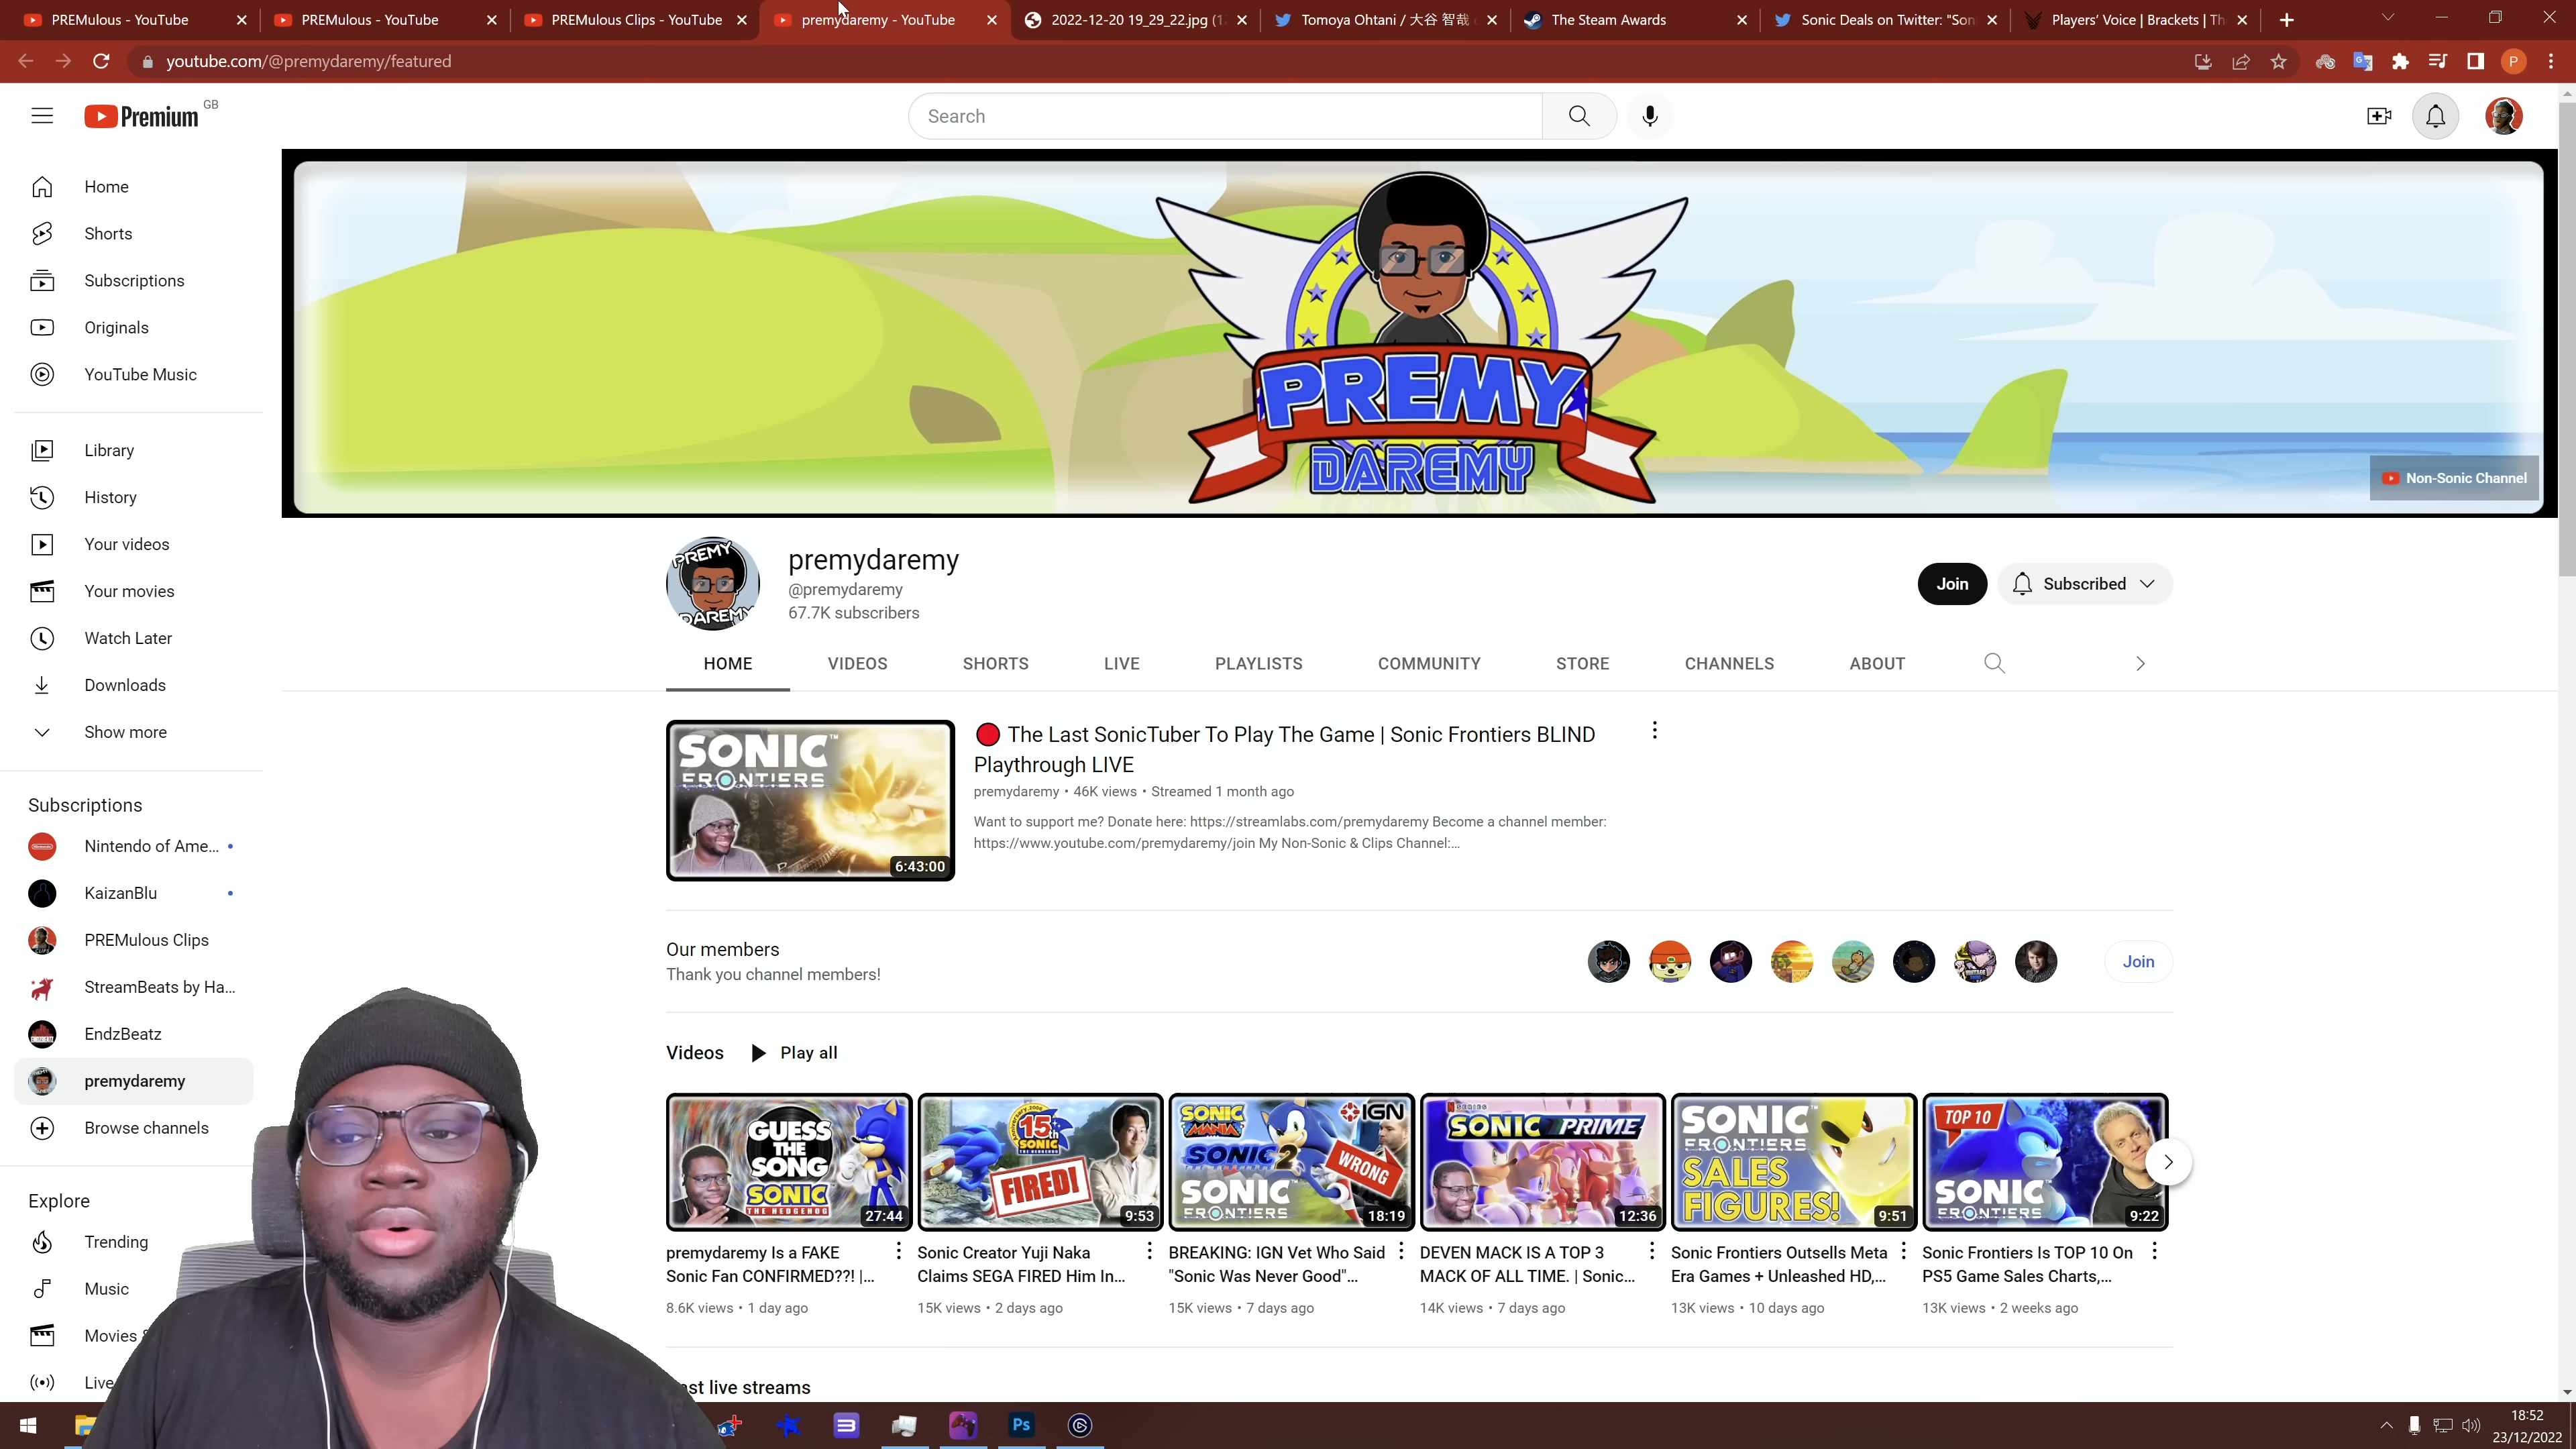 PREMulous - YouTube
PREMulous - YouTube
PREMulous Clips - YouTube
premydaremy - YouTube
2022-12-20 19_29_22.jpg (1
Tomoya Ohtani / 大谷 智哉
The Steam Awards
Sonic Deals on Twitter: "Son
Players' Voice | Brackets | Th
youtube.com/@premydaremy/featured
P
Premium
GB
Search
Home
Shorts
Subscriptions
Originals
YouTube Music
Library
History
Your videos
Your movies
Watch Later
Downloads
Show more
Subscriptions
Nintendo of Ame...
KaizanBlu
PREMulous Clips
StreamBeats by Ha...
EndzBeatz
premydaremy
Browse channels
Explore
Trending
Music
Movies
Live
PREMY
DAREMY
Non-Sonic Channel
PREMY
DAREMY
premydaremy
@premydaremy
67.7K subscribers
Join
Subscribed
HOME
VIDEOS
SHORTS
LIVE
PLAYLISTS
COMMUNITY
STORE
CHANNELS
ABOUT
SONIC
FRONTIERS
6:43:00
The Last SonicTuber To Play The Game | Sonic Frontiers BLIND
Playthrough LIVE
premydaremy • 46K views • Streamed 1 month ago
Want to support me? Donate here: https://streamlabs.com/premydaremy Become a channel member:
https://www.youtube.com/premydaremy/join My Non-Sonic & Clips Channel:...
Our members
Thank you channel members!
Join
Videos
Play all
GUESS
THE
SONG
SONIC
THE HEDGEHOG
27:44
15th
SONIC
FIRED!
9:53
SONIC
MANIA
IGN
SONIC 2
WRONG
SONIC
FRONTIERS
18:19
SONIC PRIME
12:36
SONIC
FRONTIERS
SALES
FIGURES!
9:51
TOP 10
SONIC
FRONTIERS
9:22
premydaremy Is a FAKE
Sonic Fan CONFIRMED??! |...
8.6K views • 1 day ago
Sonic Creator Yuji Naka
Claims SEGA FIRED Him In...
15K views • 2 days ago
BREAKING: IGN Vet Who Said
"Sonic Was Never Good"...
15K views • 7 days ago
DEVEN MACK IS A TOP 3
MACK OF ALL TIME. | Sonic...
14K views • 7 days ago
Sonic Frontiers Outsells Meta
Era Games + Unleashed HD,...
13K views • 10 days ago
Sonic Frontiers Is TOP 10 On
PS5 Game Sales Charts,...
13K views • 2 weeks ago
st live streams
Ps
18:52
23/12/2022